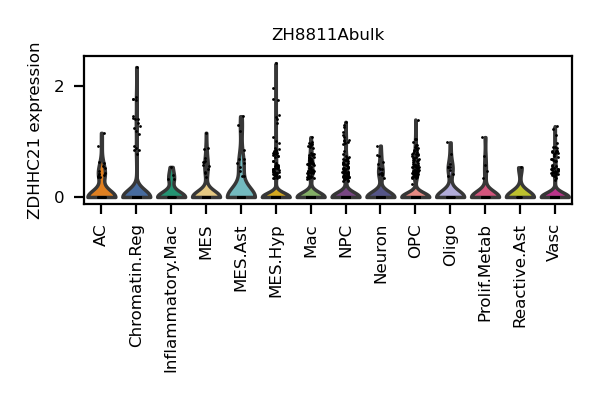 ZH8811Abulk
ZDHHC21 expression
2
0
AC
Chromatin.Reg
Inflammatory.Mac
MES
MES.Ast
MES.Hyp
Mac
NPC
Neuron
OPC
Oligo
Prolif.Metab
Reactive.Ast
Vasc